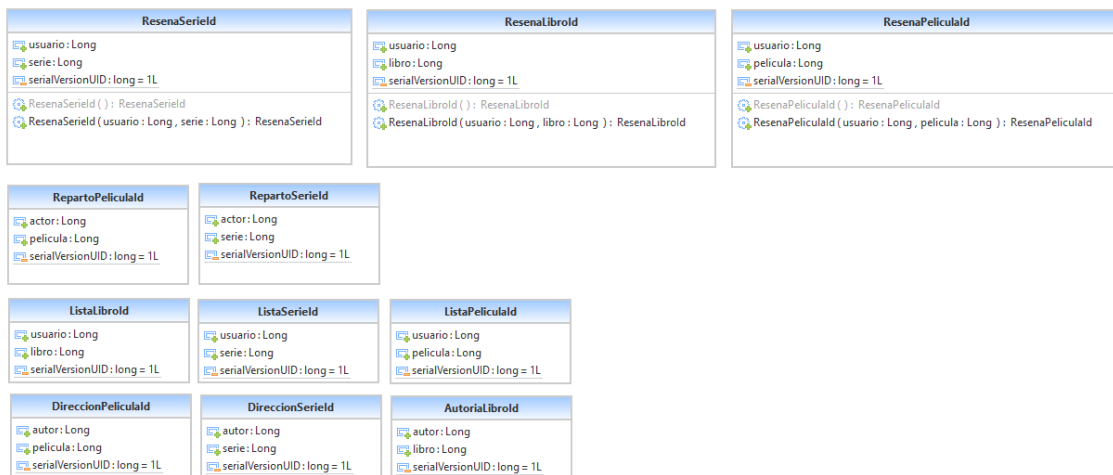 ResenaSerieId
usuario : Long
serie : Long
serialVersionUID : long = 1L
ResenaSerieId ( ) : ResenaSerieId
ResenaSerieId ( usuario : Long , serie : Long ) : ResenaSerieId
ResenaLibroId
usuario : Long
libro : Long
serialVersionUID : long = 1L
ResenaLibroId ( ) : ResenaLibroId
ResenaLibroId ( usuario : Long , libro : Long ) : ResenaLibroId
ResenaPeliculaId
usuario : Long
pelicula : Long
serialVersionUID : long = 1L
ResenaPeliculaId ( ) : ResenaPeliculaId
ResenaPeliculaId ( usuario : Long , pelicula : Long ) : ResenaPeliculaId
RepartoPeliculaId
actor : Long
pelicula : Long
serialVersionUID : long = 1L
RepartoSerieId
actor : Long
serie : Long
serialVersionUID : long = 1L
ListaLibroId
usuario : Long
libro : Long
serialVersionUID : long = 1L
ListaSerieId
usuario : Long
serie : Long
serialVersionUID : long = 1L
ListaPeliculaId
usuario : Long
pelicula : Long
serialVersionUID : long = 1L
DireccionPeliculaId
autor : Long
pelicula : Long
serialVersionUID : long = 1L
DireccionSerieId
autor : Long
serie : Long
serialVersionUID : long = 1L
AutoriaLibroId
autor : Long
libro : Long
serialVersionUID : long = 1L